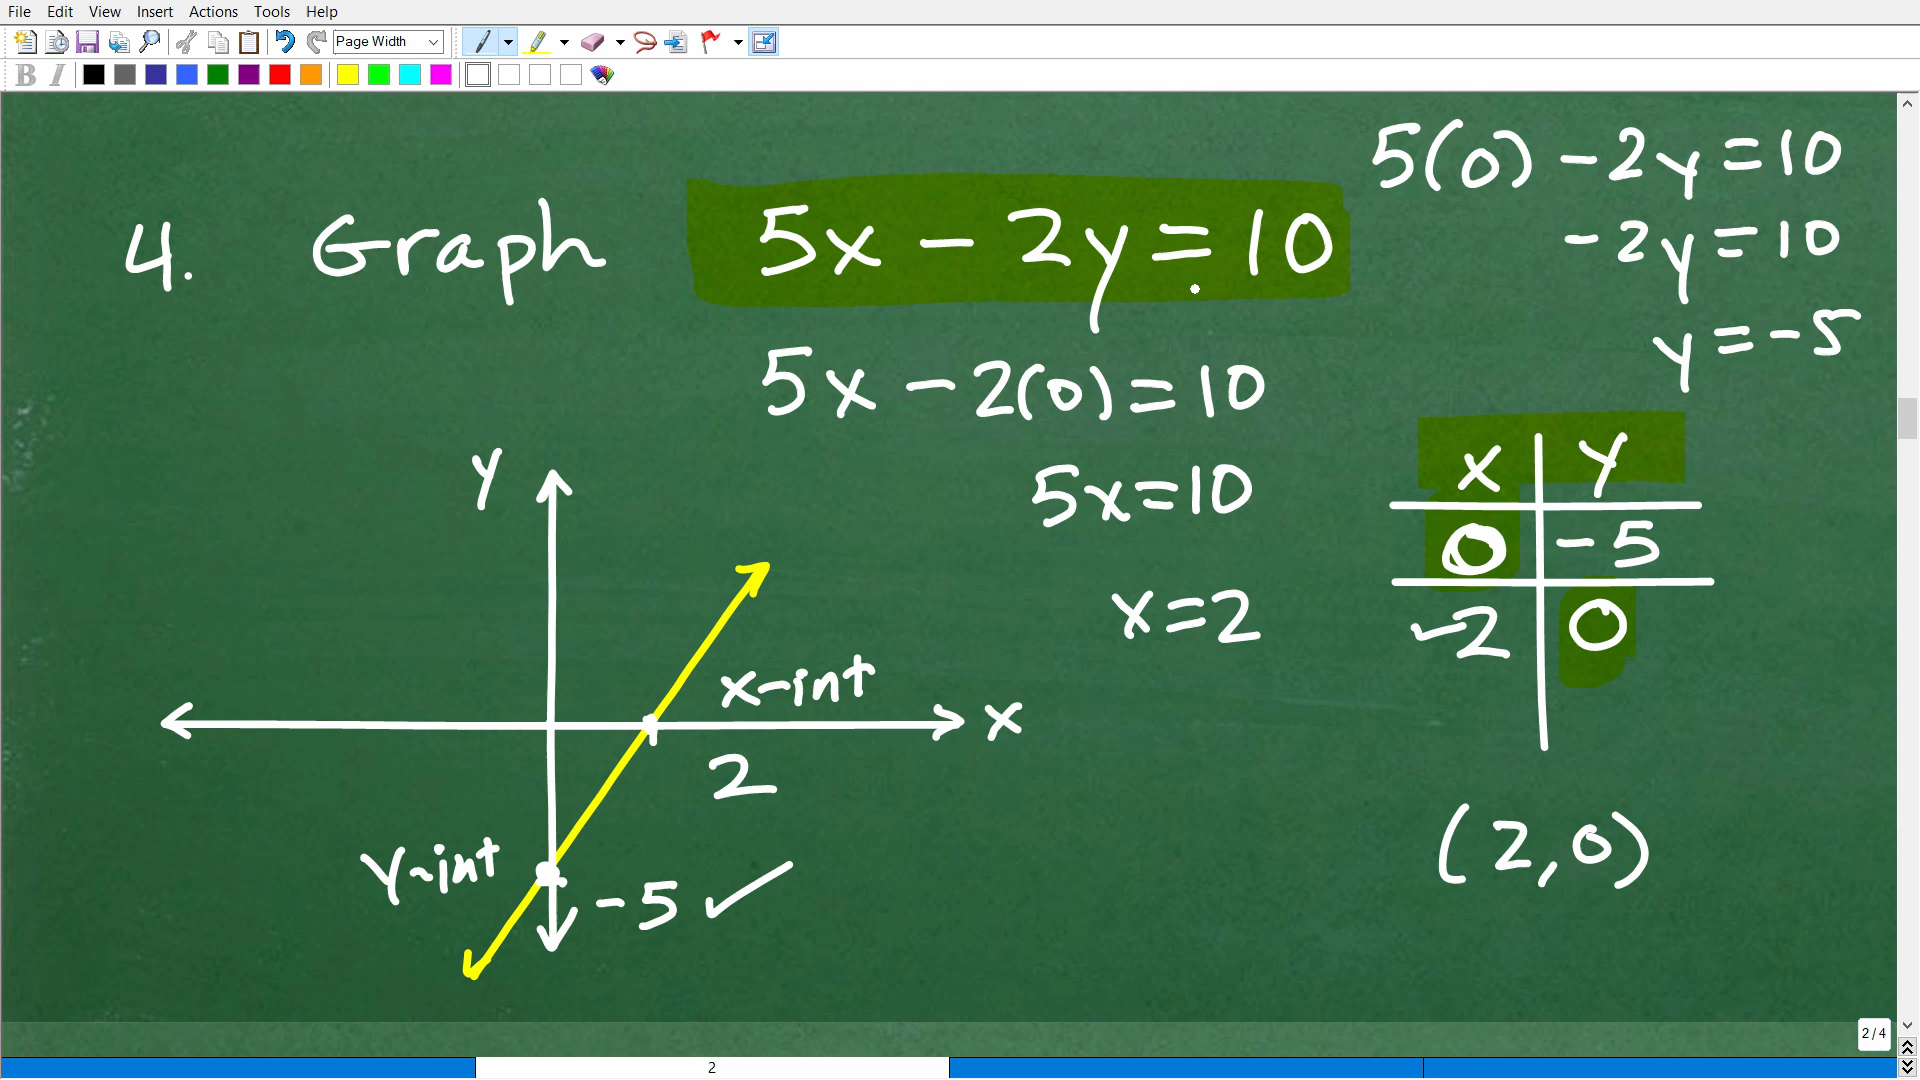 File Edit View Insert Actions Tools Help
Page Width
B I
5(0) - 2y = 10
4. Graph 5x - 2y = 10
-2y = 10
y = -5
5x - 2(0) = 10
5x = 10
x = 2
x y
0 -5
✓2 0
(2,0)
y
x-int
x
2
y-int
-5 ✓
2/4
2